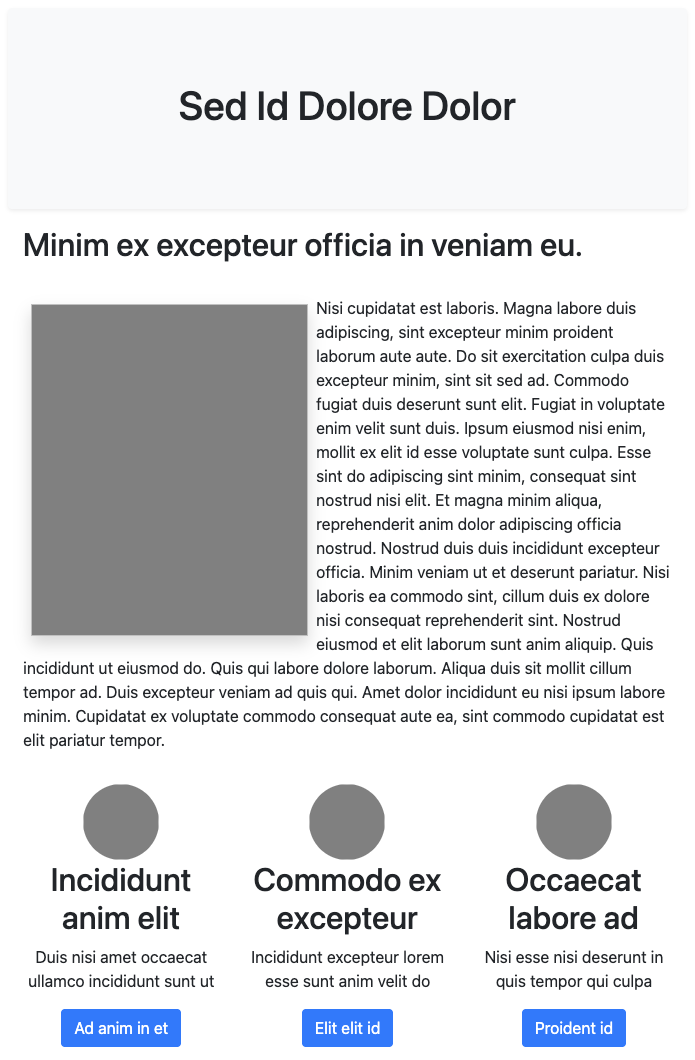 Sed Id Dolore Dolor
Minim ex excepteur officia in veniam eu.
Nisi cupidatat est laboris. Magna labore duis
adipiscing, sint excepteur minim proident
laborum aute aute. Do sit exercitation culpa duis
excepteur minim, sint sit sed ad. Commodo
fugiat duis deserunt sunt elit. Fugiat in voluptate
enim velit sunt duis. Ipsum eiusmod nisi enim,
mollit ex elit id esse voluptate sunt culpa. Esse
sint do adipiscing sint minim, consequat sint
nostrud nisi elit. Et magna minim aliqua,
reprehenderit anim dolor adipiscing officia
nostrud. Nostrud duis duis incididunt excepteur
officia. Minim veniam ut et deserunt pariatur. Nisi
laboris ea commodo sint, cillum duis ex dolore
nisi consequat reprehenderit sint. Nostrud
eiusmod et elit laborum sunt anim aliquip. Quis
incididunt ut eiusmod do. Quis qui labore dolore laborum. Aliqua duis sit mollit cillum
tempor ad. Duis excepteur veniam ad quis qui. Amet dolor incididunt eu nisi ipsum labore
minim. Cupidatat ex voluptate commodo consequat aute ea, sint commodo cupidatat est
elit pariatur tempor.
Incididunt
anim elit
Duis nisi amet occaecat
ullamco incididunt sunt ut
Ad anim in et
Commodo ex
excepteur
Incididunt excepteur lorem
esse sunt anim velit do
Elit elit id
Occaecat
labore ad
Nisi esse nisi deserunt in
quis tempor qui culpa
Proident id